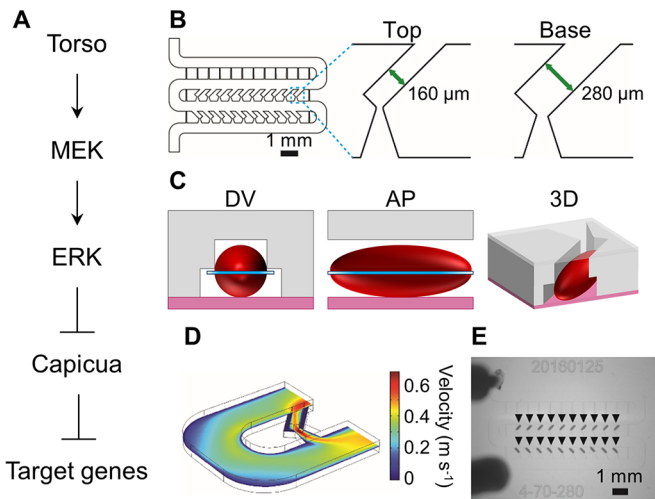 A
Torso
MEK
ERK
Capicua
Target genes
B
1 mm
Top
160 µm
Base
280 µm
C
DV
AP
3D
D
Velocity (m s⁻¹)
0.6
0.4
0.2
0
E
20160125
4-70-280
1 mm